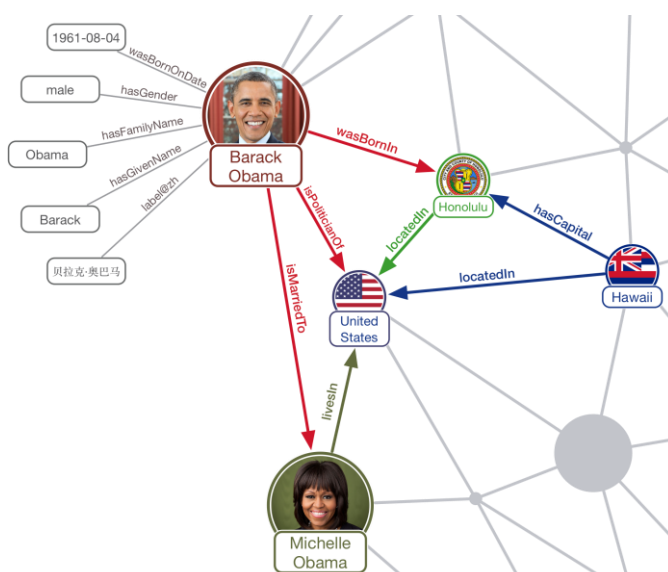 1961-08-04
wasBornOnDate
male
hasGender
Obama
hasFamilyName
Barack
hasGivenName
贝拉克·奥巴马
label@zh
Barack
Obama
wasBornIn
Honolulu
isPoliticianOf
locatedIn
hasCapital
locatedIn
Hawaii
isMarriedTo
United
States
livesIn
Michelle
Obama